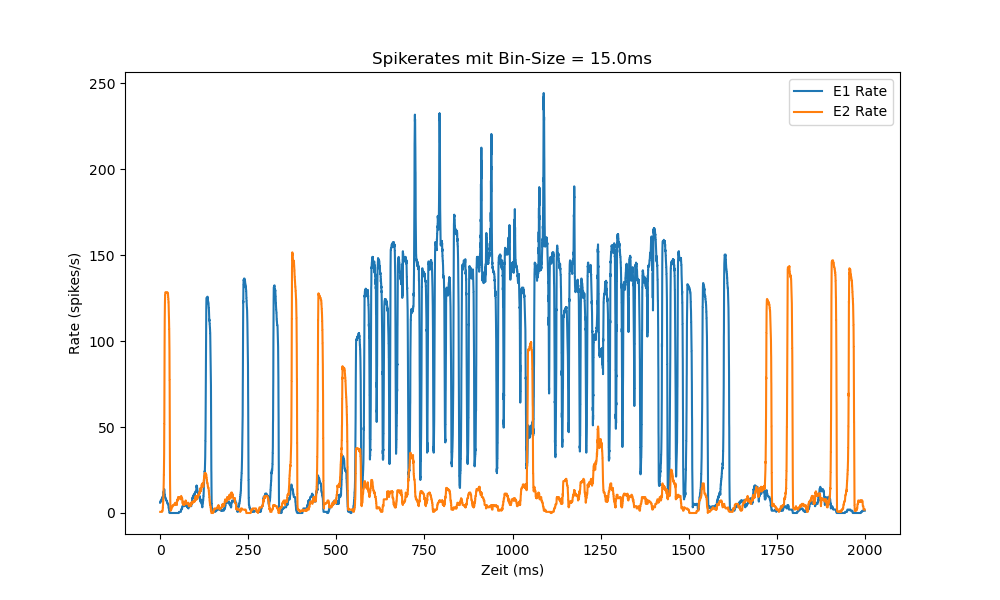 Spikerates mit Bin-Size = 15.0ms
E1 Rate
E2 Rate
Rate (spikes/s)
250
200
150
100
50
0
0 250 500 750 1000 1250 1500 1750 2000
Zeit (ms)